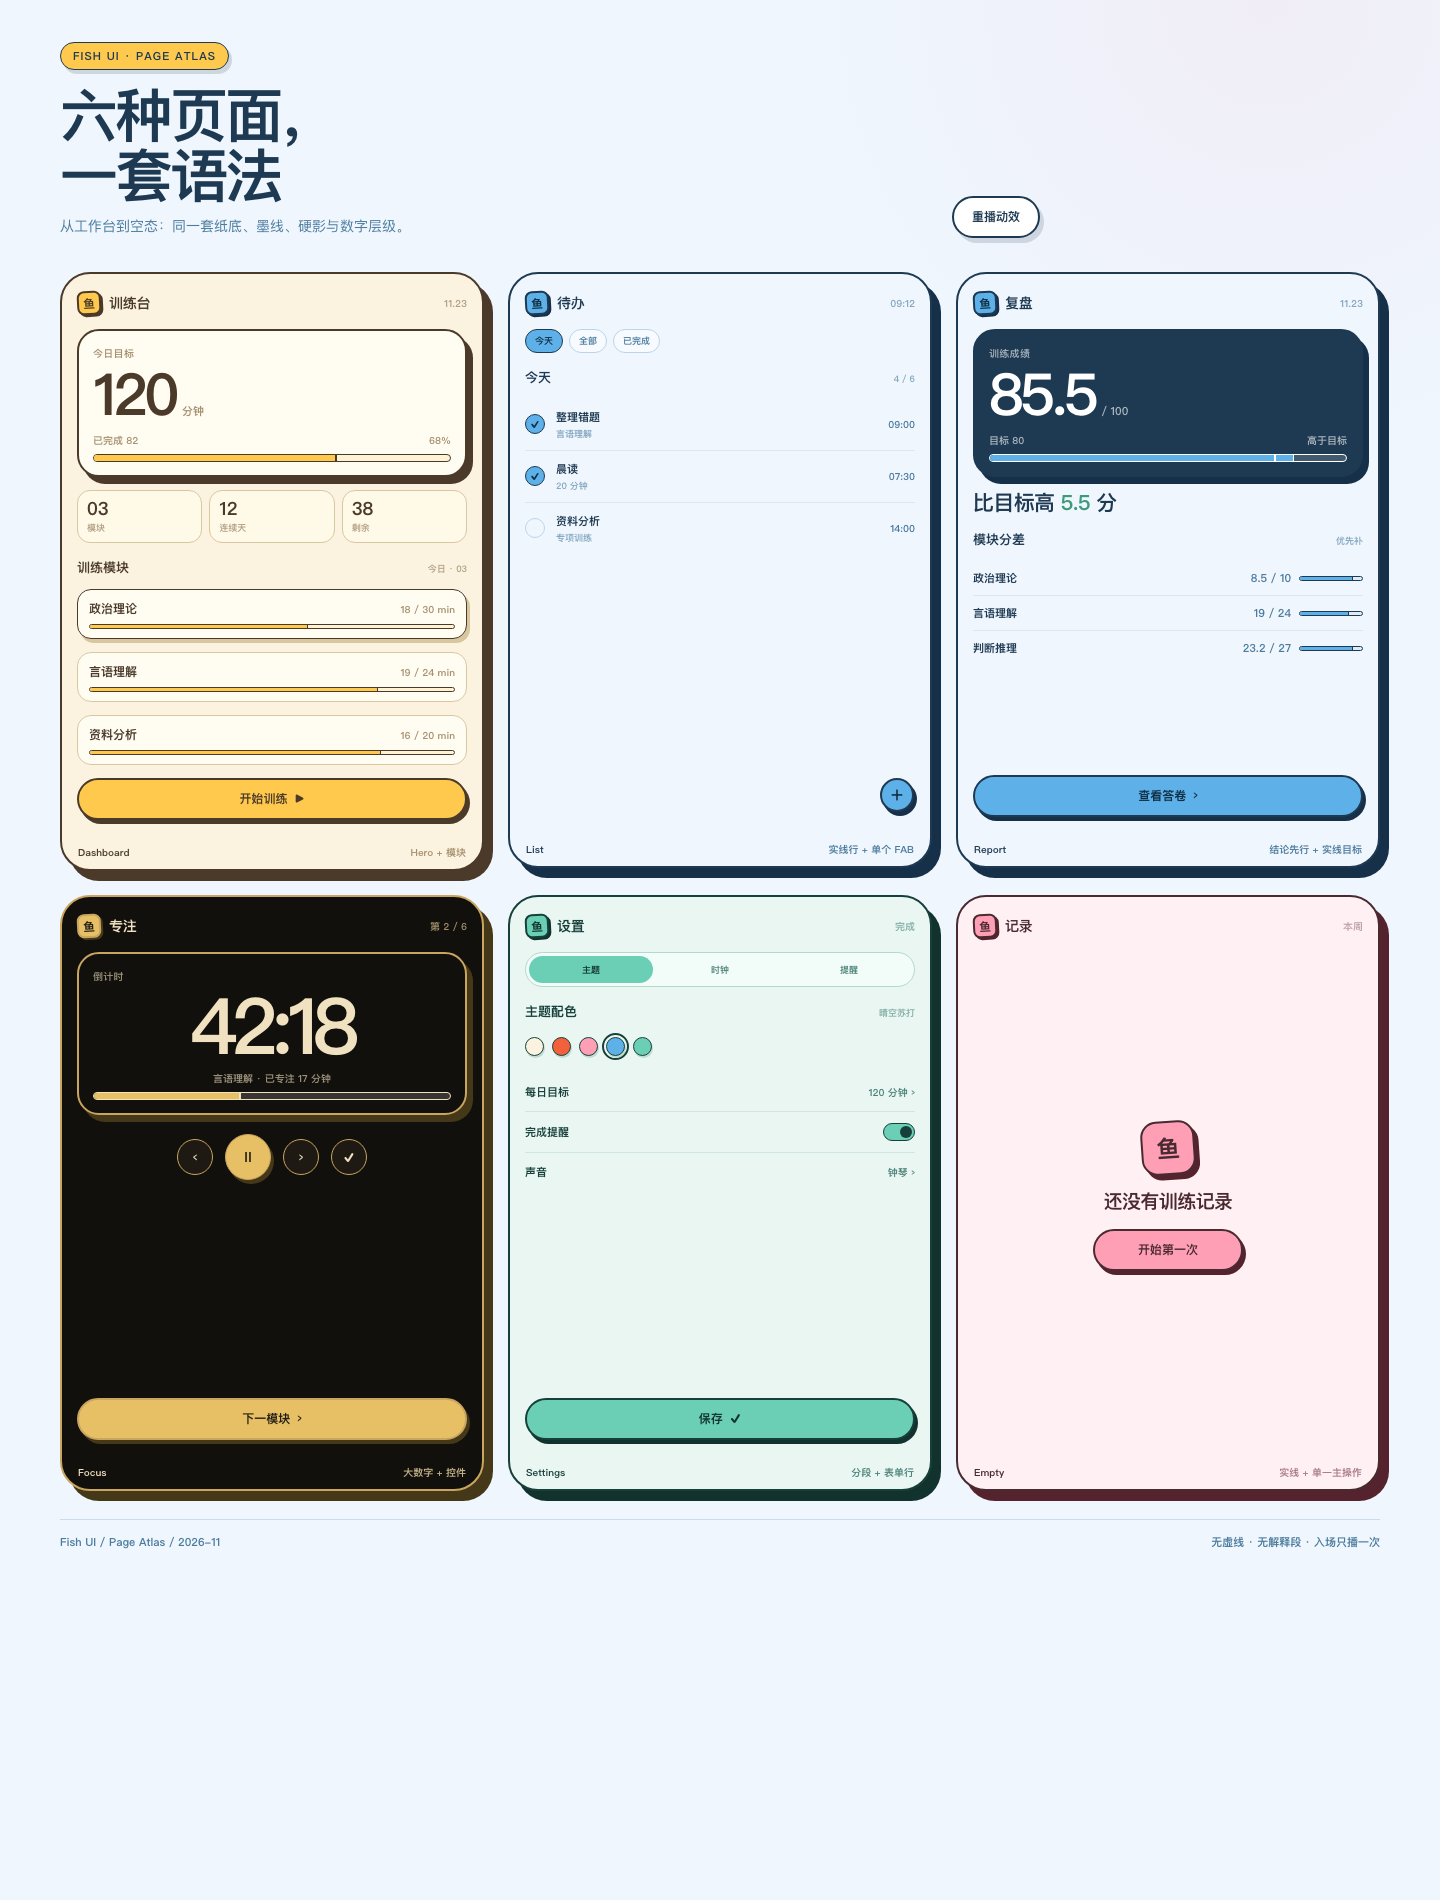 FISH UI · PAGE ATLAS
六种页面，
一套语法
从工作台到空态：同一套纸底、墨线、硬影与数字层级。
重播动效
鱼 训练台 11.23
今日目标
120 分钟
已完成 82 68%
03 12 38
模块 连续天 剩余
训练模块 今日 · 03
政治理论 18 / 30 min
言语理解 19 / 24 min
资料分析 16 / 20 min
开始训练
Dashboard Hero + 模块
鱼 待办 09:12
今天 全部 已完成
今天 4 / 6
整理错题 09:00
言语理解
晨读 07:30
20 分钟
资料分析 14:00
专项训练
+
List 实线行 + 单个 FAB
鱼 复盘 11.23
训练成绩
85.5 / 100
目标 80 高于目标
比目标高 5.5 分
模块分差 优先补
政治理论 8.5 / 10
言语理解 19 / 24
判断推理 23.2 / 27
查看答卷 ›
Report 结论先行 + 实线目标
鱼 专注 第 2 / 6
倒计时
42:18
言语理解 · 已专注 17 分钟
下一模块 ›
Focus 大数字 + 控件
鱼 设置 完成
主题 时钟 提醒
主题配色 晴空苏打
每日目标 120 分钟 ›
完成提醒
声音 钟琴 ›
保存 ✓
Settings 分段 + 表单行
鱼 记录 本周
鱼
还没有训练记录
开始第一次
Empty 实线 + 单一主操作
Fish UI / Page Atlas / 2026–11 无虚线 · 无解释段 · 入场只播一次